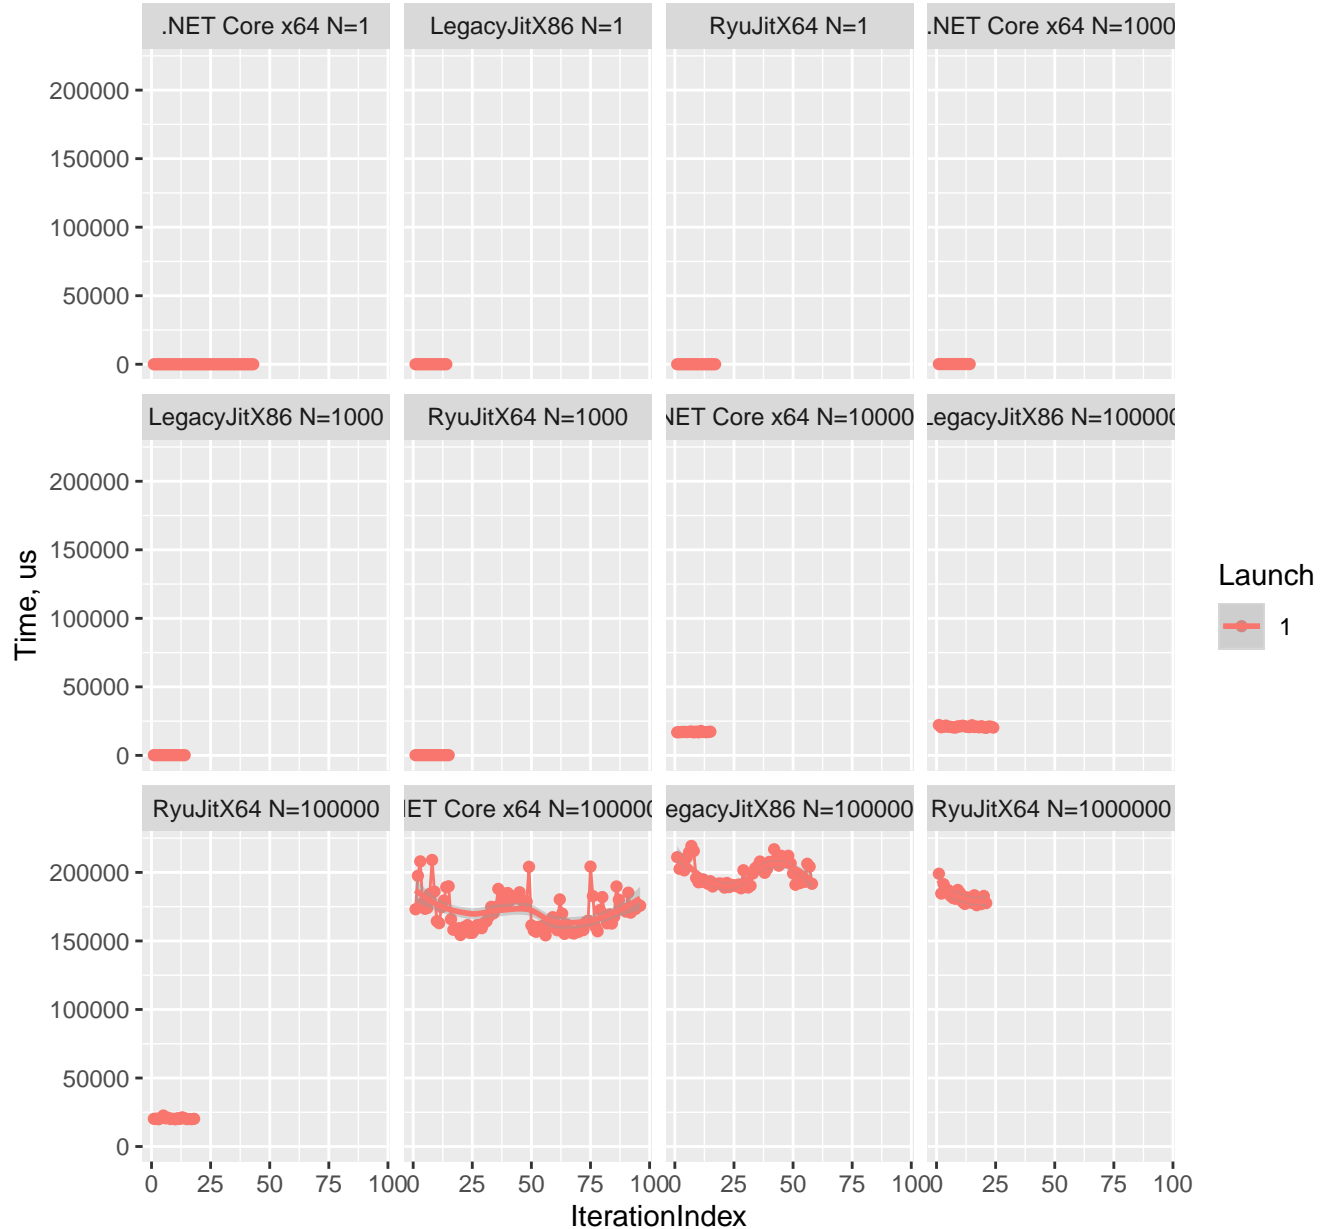 .NET Core x64 N=1
LegacyJitX86 N=1
RyuJitX64 N=1
.NET Core x64 N=1000
200000
150000
100000
50000
0
LegacyJitX86 N=1000
RyuJitX64 N=1000
NET Core x64 N=10000
LegacyJitX86 N=100000
200000
150000
100000
50000
0
RyuJitX64 N=100000
NET Core x64 N=100000
egacyJitX86 N=100000
RyuJitX64 N=1000000
200000
150000
100000
50000
0
0 25 50 75 100
0 25 50 75 100
0 25 50 75 100
0 25 50 75 100
IterationIndex
Time, us
Launch
1